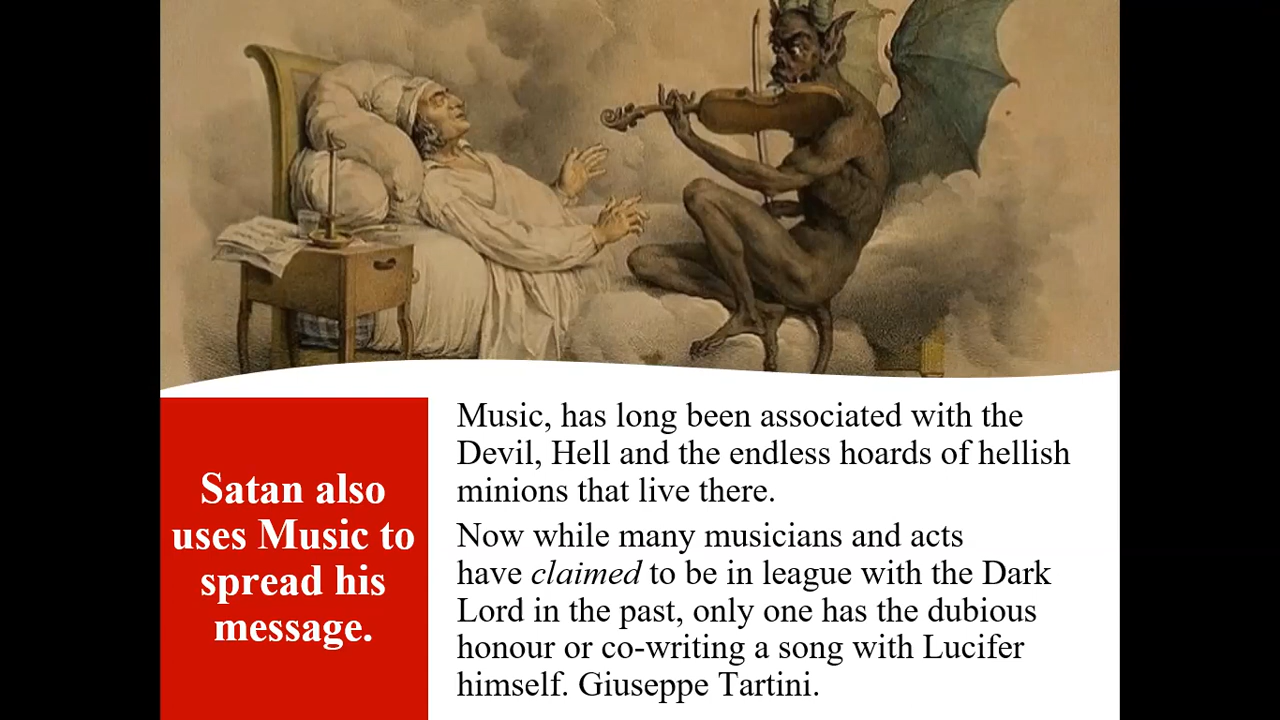 Satan also
uses Music to
spread his
message.
Music, has long been associated with the
Devil, Hell and the endless hoards of hellish
minions that live there.
Now while many musicians and acts
have claimed to be in league with the Dark
Lord in the past, only one has the dubious
honour or co-writing a song with Lucifer
himself. Giuseppe Tartini.